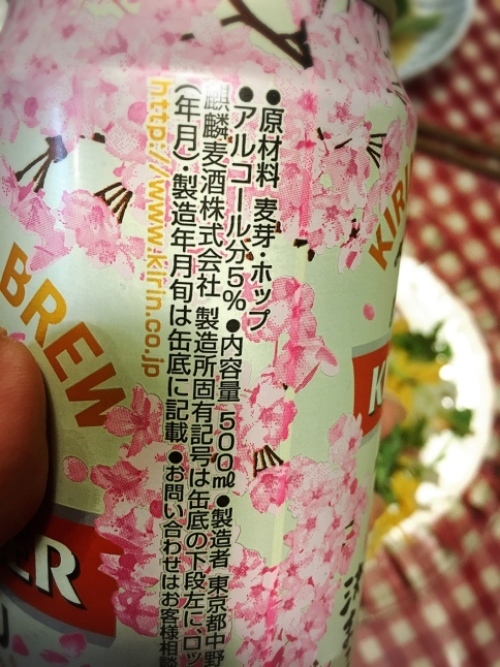 ●原材料 麦芽・ホップ
●アルコール分5% ●内容量 500㎖ ●製造者 東京都中野
麒麟麦酒株式会社 製造所固有記号は缶底の下段左に、ロッ
(年月)・製造年月旬は缶底に記載 ●お問い合わせはお客様相談
http://www.kirin.co.jp
BREW
KIRI